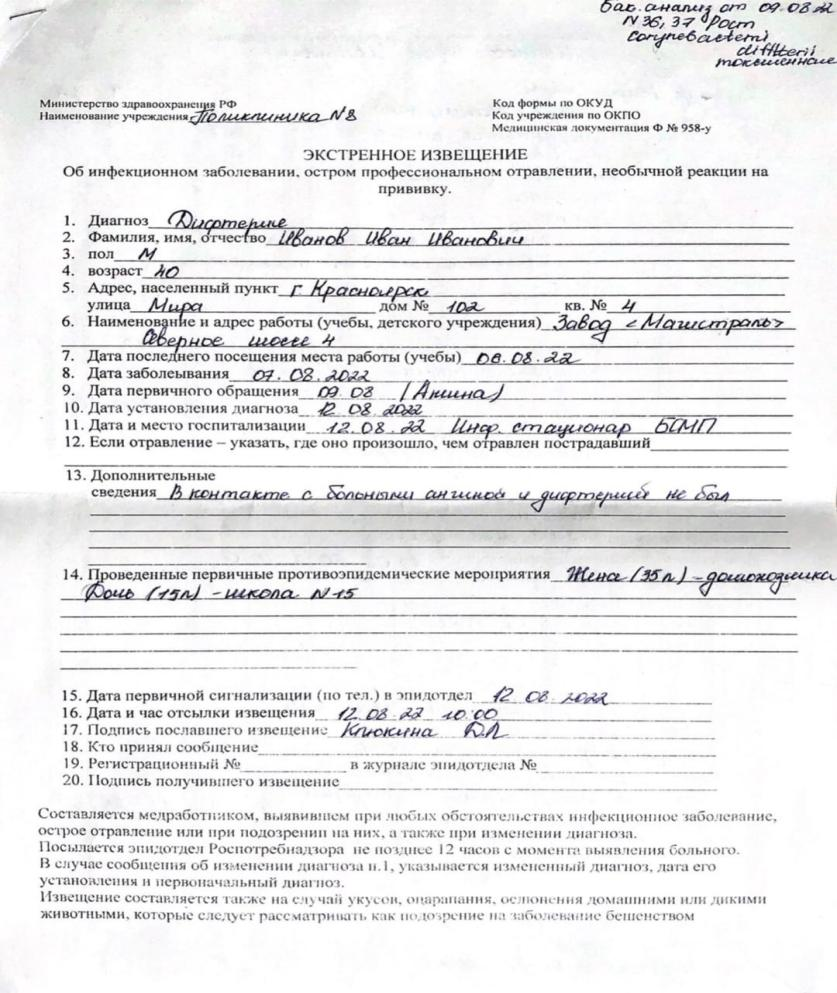 бак. анализ от 09.08.22
N 36, 37 Рост
Corynebacterii
diftterii
токсигенные
Министерство здравоохранения РФ
Наименование учреждения Поликлиника N8
Код формы по ОКУД
Код учреждения по ОКПО
Медицинская документация Ф № 958-у
ЭКСТРЕННОЕ ИЗВЕЩЕНИЕ
Об инфекционном заболевании, остром профессиональном отравлении, необычной реакции на
прививку.
1. Диагноз Дифтерия
2. Фамилия, имя, отчество Иванов Иван Иванович
3. пол М
4. возраст 40
5. Адрес, населенный пункт г. Красноярск
улица Мира дом № 102 кв. № 4
6. Наименование и адрес работы (учебы, детского учреждения) Завод «Магистраль»
Северное шоссе 4
7. Дата последнего посещения места работы (учебы) 08.08.22
8. Дата заболеывания 07.08.2022
9. Дата первичного обращения 09.08 (Ангина)
10. Дата установления диагноза 12.08.2022
11. Дата и место госпитализации 12.08.22 Инф. стационар БСМП
12. Если отравление – указать, где оно произошло, чем отравлен пострадавший
13. Дополнительные
сведения В контакте с больными ангиной и дифтерией не был
14. Проведенные первичные противоэпидемические мероприятия Жена (35л) - домохозяйка
Дочь (15л) - школа N15
15. Дата первичной сигнализации (по тел.) в эпидотдел 12.08.2022
16. Дата и час отсылки извещения 12.08.22 10:00
17. Подпись пославшего извещение Клюкина Д.Л
18. Кто принял сообщение
19. Регистрационный № в журнале эпидотдела №
20. Подпись получившего извещение
Составляется медработником, выявившем при любых обстоятельствах инфекционное заболевание,
острое отравление или при подозрении на них, а также при изменении диагноза.
Посылается эпидотдел Роспотребнадзора не позднее 12 часов с момента выявления больного.
В случае сообщения об изменении диагноза п.1, указывается измененный диагноз, дата его
установления и первоначальный диагноз.
Извещение составляется также на случай укусов, оцарапания, ослюнения домашними или дикими
животными, которые следует рассматривать как подозрение на заболевание бешенством